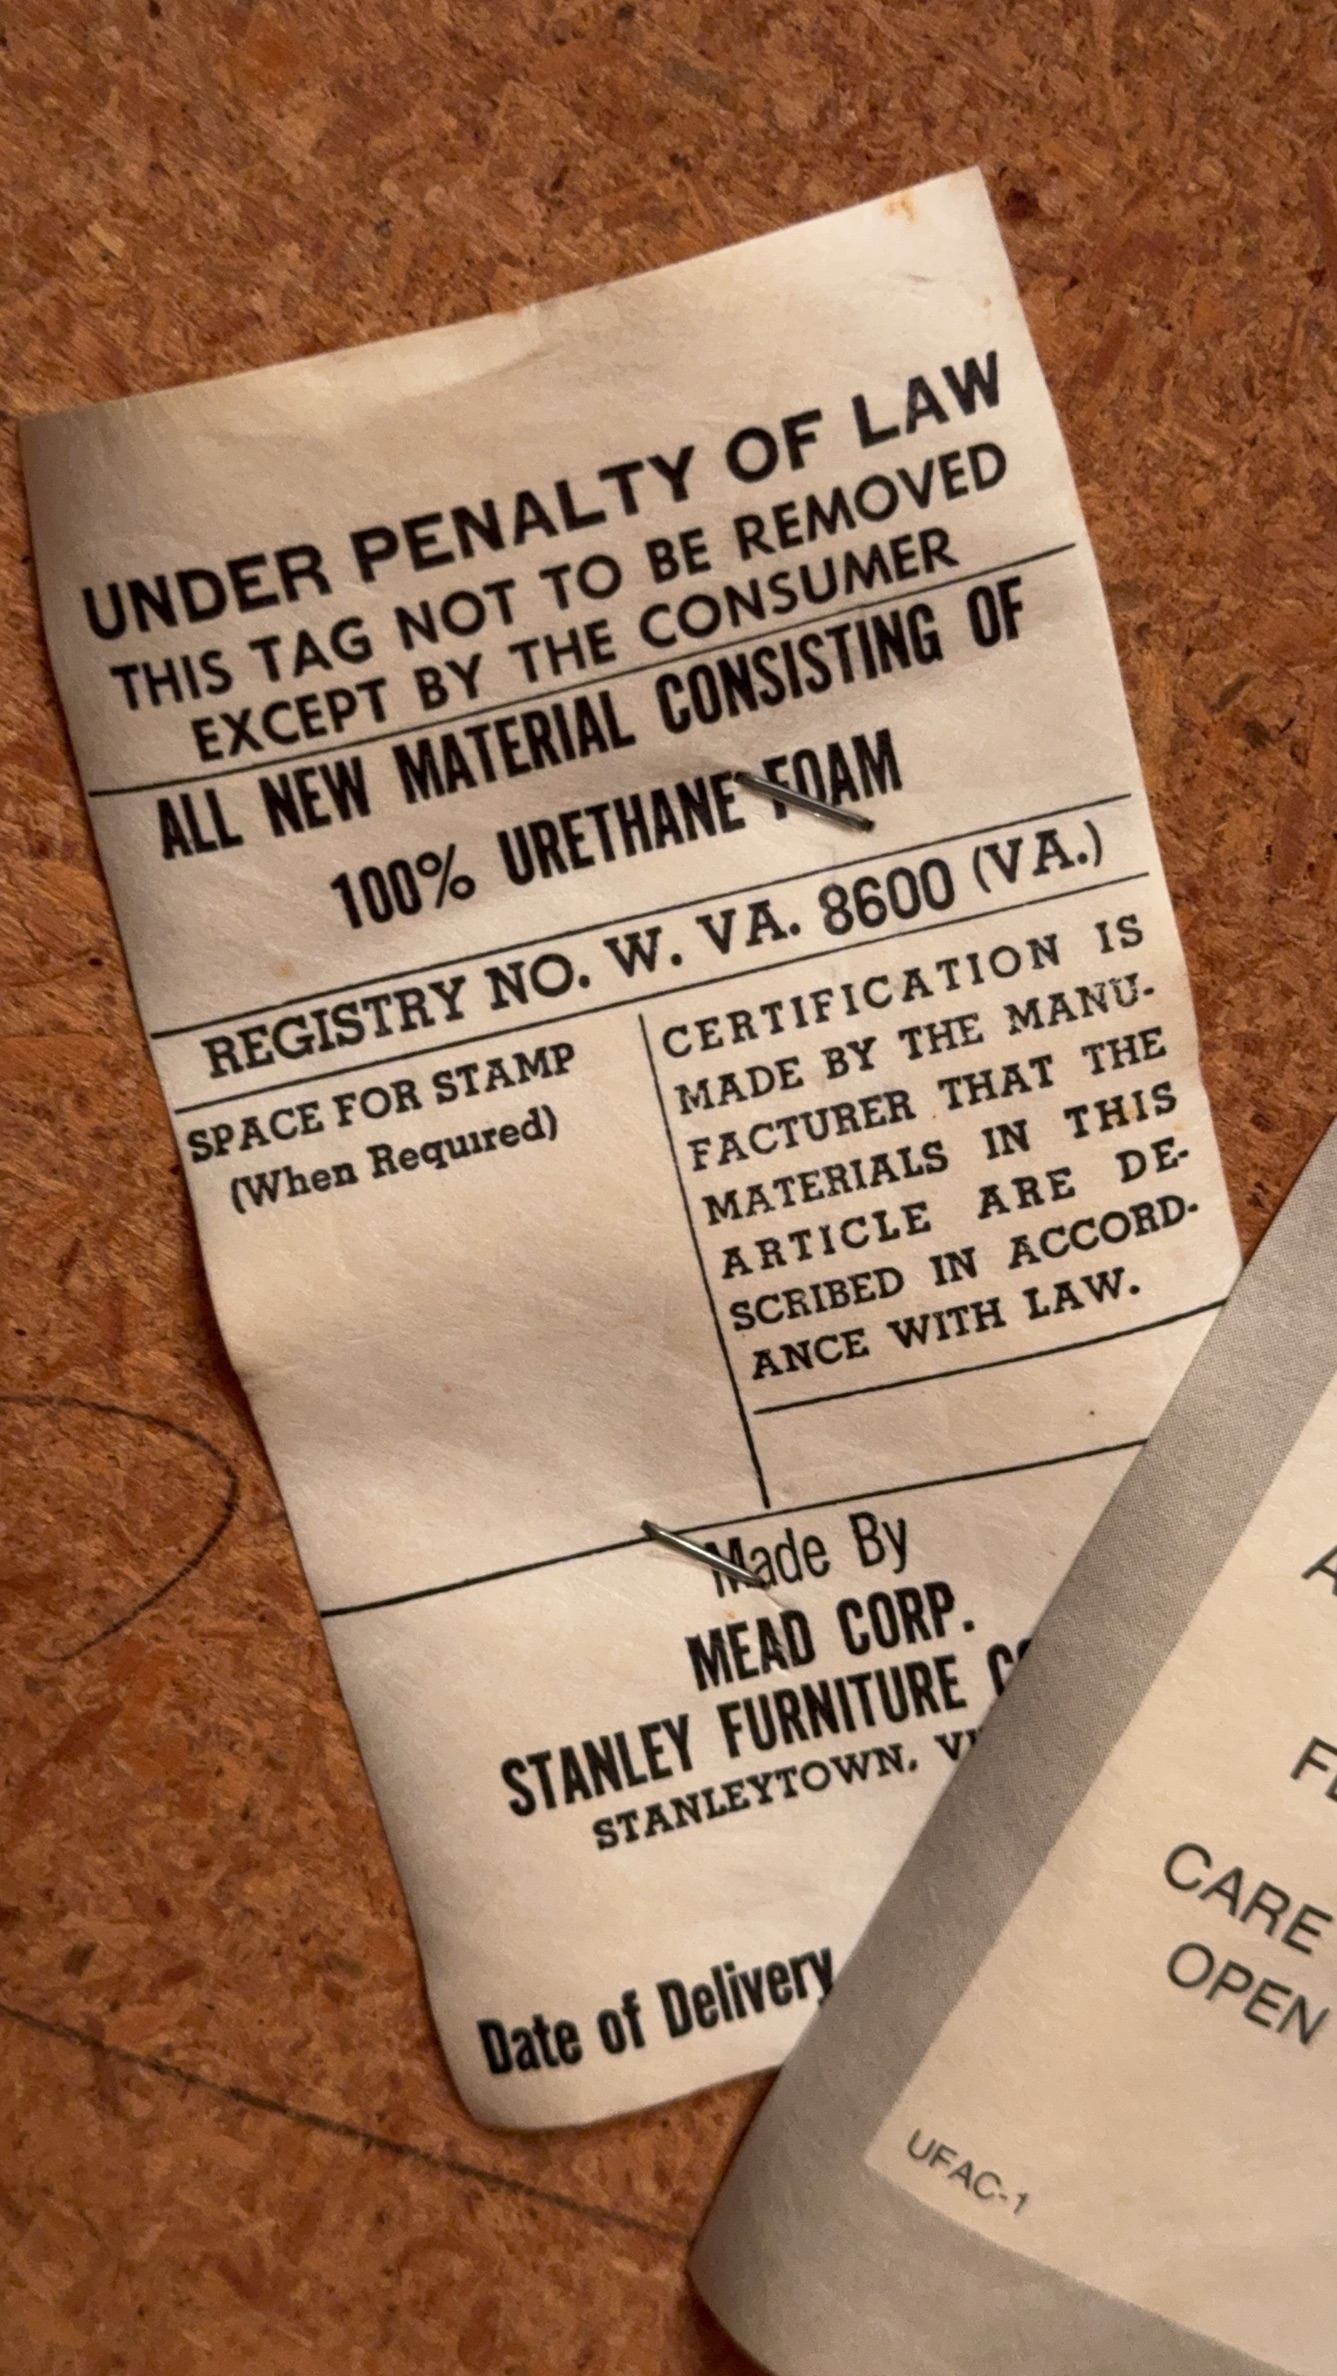 UNDER PENALTY OF LAW
THIS TAG NOT TO BE REMOVED
EXCEPT BY THE CONSUMER
ALL NEW MATERIAL CONSISTING OF
100% URETHANE FOAM
REGISTRY NO. W. VA. 8600 (VA.)
SPACE FOR STAMP
(When Required)
CERTIFICATION IS
MADE BY THE MANU-
FACTURER THAT THE
MATERIALS IN THIS
ARTICLE ARE DE-
SCRIBED IN ACCORD-
ANCE WITH LAW.
Made By
MEAD CORP.
STANLEY FURNITURE
STANLEYTOWN,
Date of Delivery
CARE
OPEN
UFAC-1